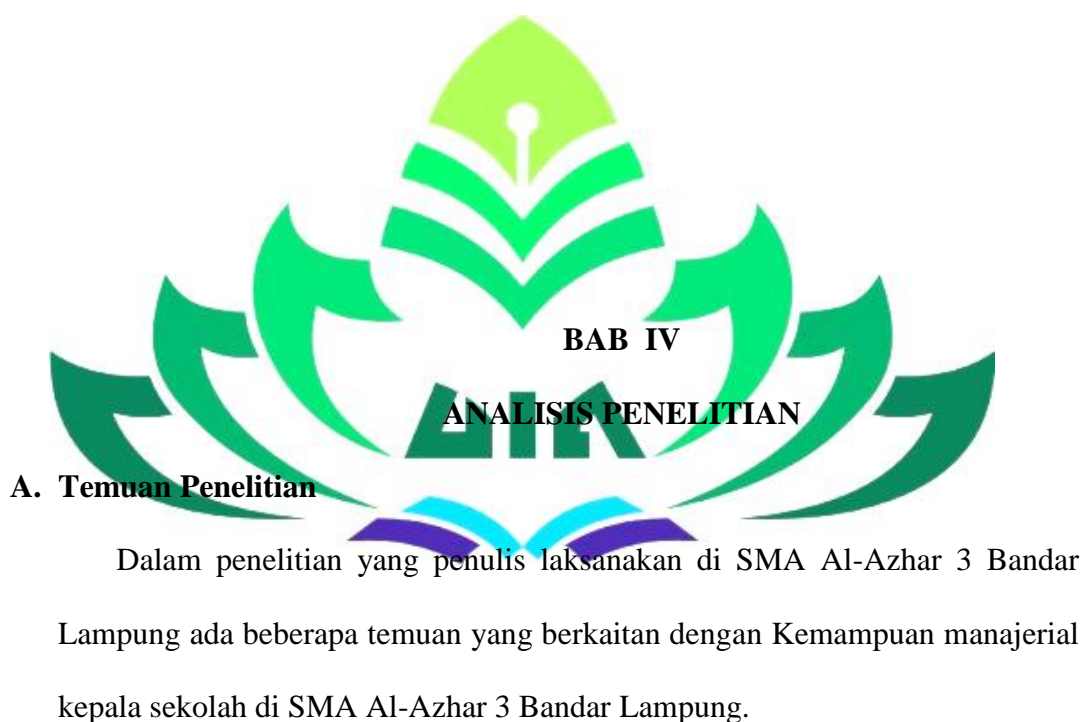 BAB IV
ANALISIS PENELITIAN
A. Temuan Penelitian
Dalam penelitian yang penulis laksanakan di SMA Al-Azhar 3 Bandar
Lampung ada beberapa temuan yang berkaitan dengan Kemampuan manajerial
kepala sekolah di SMA Al-Azhar 3 Bandar Lampung.